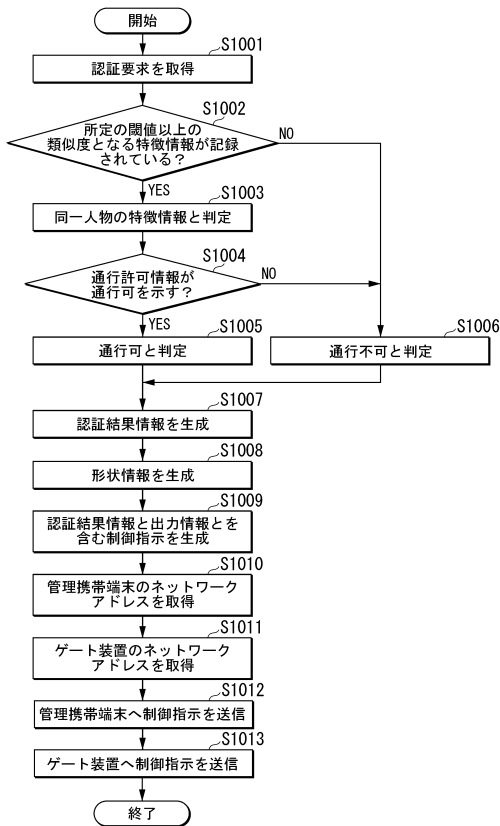 開始
S1001
認証要求を取得
S1002
所定の閾値以上の
類似度となる特徴情報が記録
されている?
NO
YES
S1003
同一人物の特徴情報と判定
S1004
通行許可情報が
通行可を示す?
NO
YES
S1005
通行可と判定
S1006
通行不可と判定
S1007
認証結果情報を生成
S1008
形状情報を生成
S1009
認証結果情報と出力情報とを
含む制御指示を生成
S1010
管理携帯端末のネットワーク
アドレスを取得
S1011
ゲート装置のネットワーク
アドレスを取得
S1012
管理携帯端末へ制御指示を送信
S1013
ゲート装置へ制御指示を送信
終了